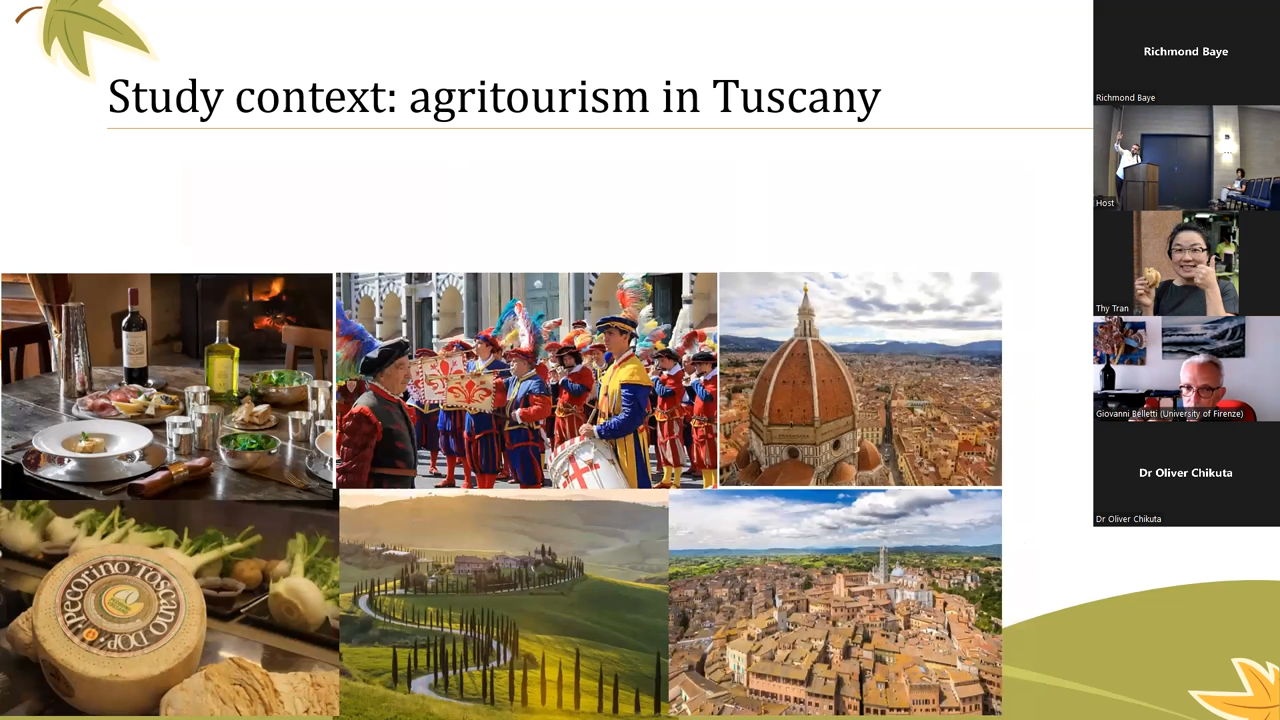 Study context: agritourism in Tuscany
PECORINO TOSCANO DOP
Richmond Baye
Richmond Baye
Host
Thy Tran
Giovanni Belletti (University of Firenze)
Dr Oliver Chikuta
Dr Oliver Chikuta